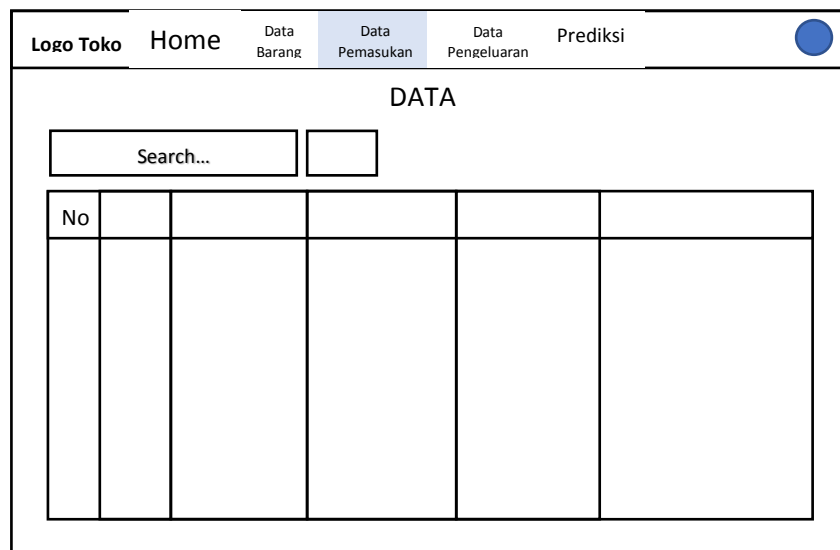 Logo Toko
Home
Data
Barang
Data
Pemasukan
Data
Pengeluaran
Prediksi
DATA
Search...
No